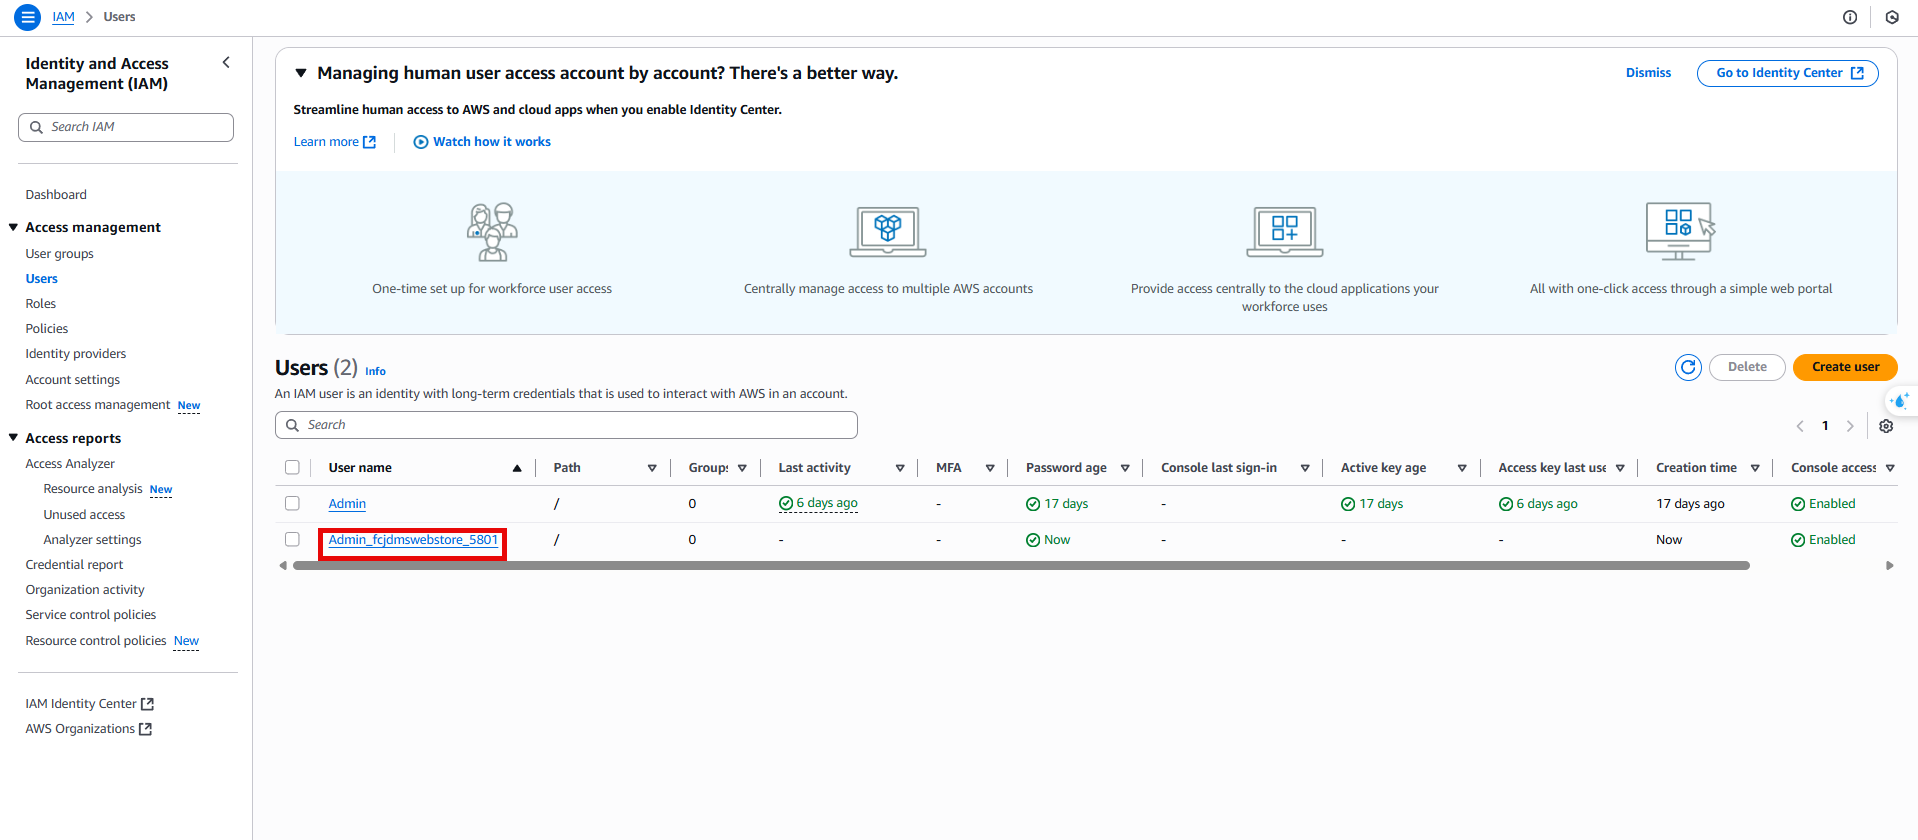 IAM > Users
Identity and Access
Management (IAM)
Search IAM
Dashboard
Access management
User groups
Users
Roles
Policies
Identity providers
Account settings
Root access management New
Access reports
Access Analyzer
Resource analysis New
Unused access
Analyzer settings
Credential report
Organization activity
Service control policies
Resource control policies New
IAM Identity Center
AWS Organizations
Managing human user access account by account? There's a better way.
Dismiss
Go to Identity Center
Streamline human access to AWS and cloud apps when you enable Identity Center.
Learn more
Watch how it works
One-time set up for workforce user access
Centrally manage access to multiple AWS accounts
Provide access centrally to the cloud applications your
workforce uses
All with one-click access through a simple web portal
Users (2) Info
Delete
Create user
An IAM user is an identity with long-term credentials that is used to interact with AWS in an account.
Search
1
User name Path Groups Last activity MFA Password age Console last sign-in Active key age Access key last use Creation time Console access
Admin / 0 6 days ago - 17 days - 17 days 6 days ago 17 days ago Enabled
Admin_fcjdmswebstore_5801 / 0 - - Now - - - Now Enabled